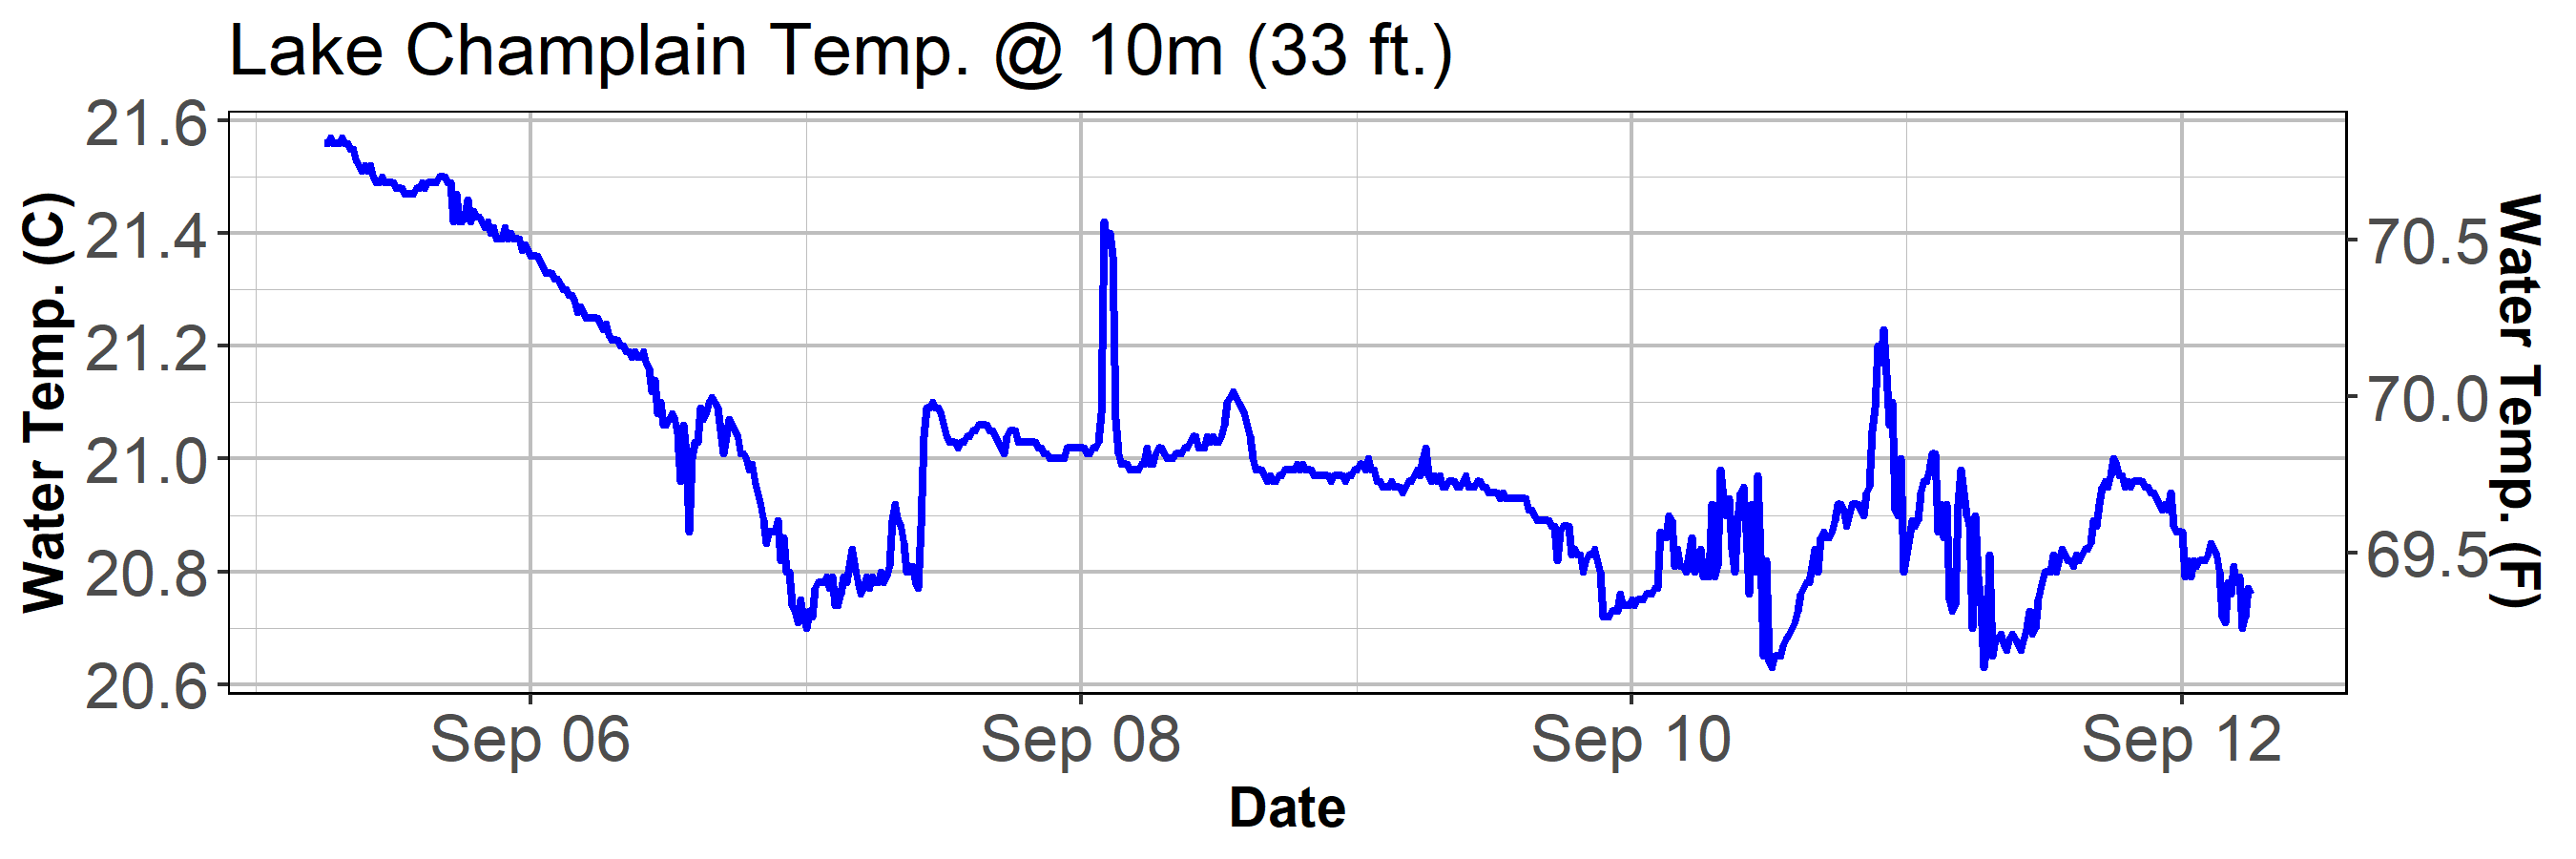 Lake Champlain Temp. @ 10m (33 ft.)
Water Temp. (C)
21.6
21.4
21.2
21.0
20.8
20.6
70.5
70.0
69.5
Water Temp. (F)
Sep 06
Sep 08
Sep 10
Sep 12
Date